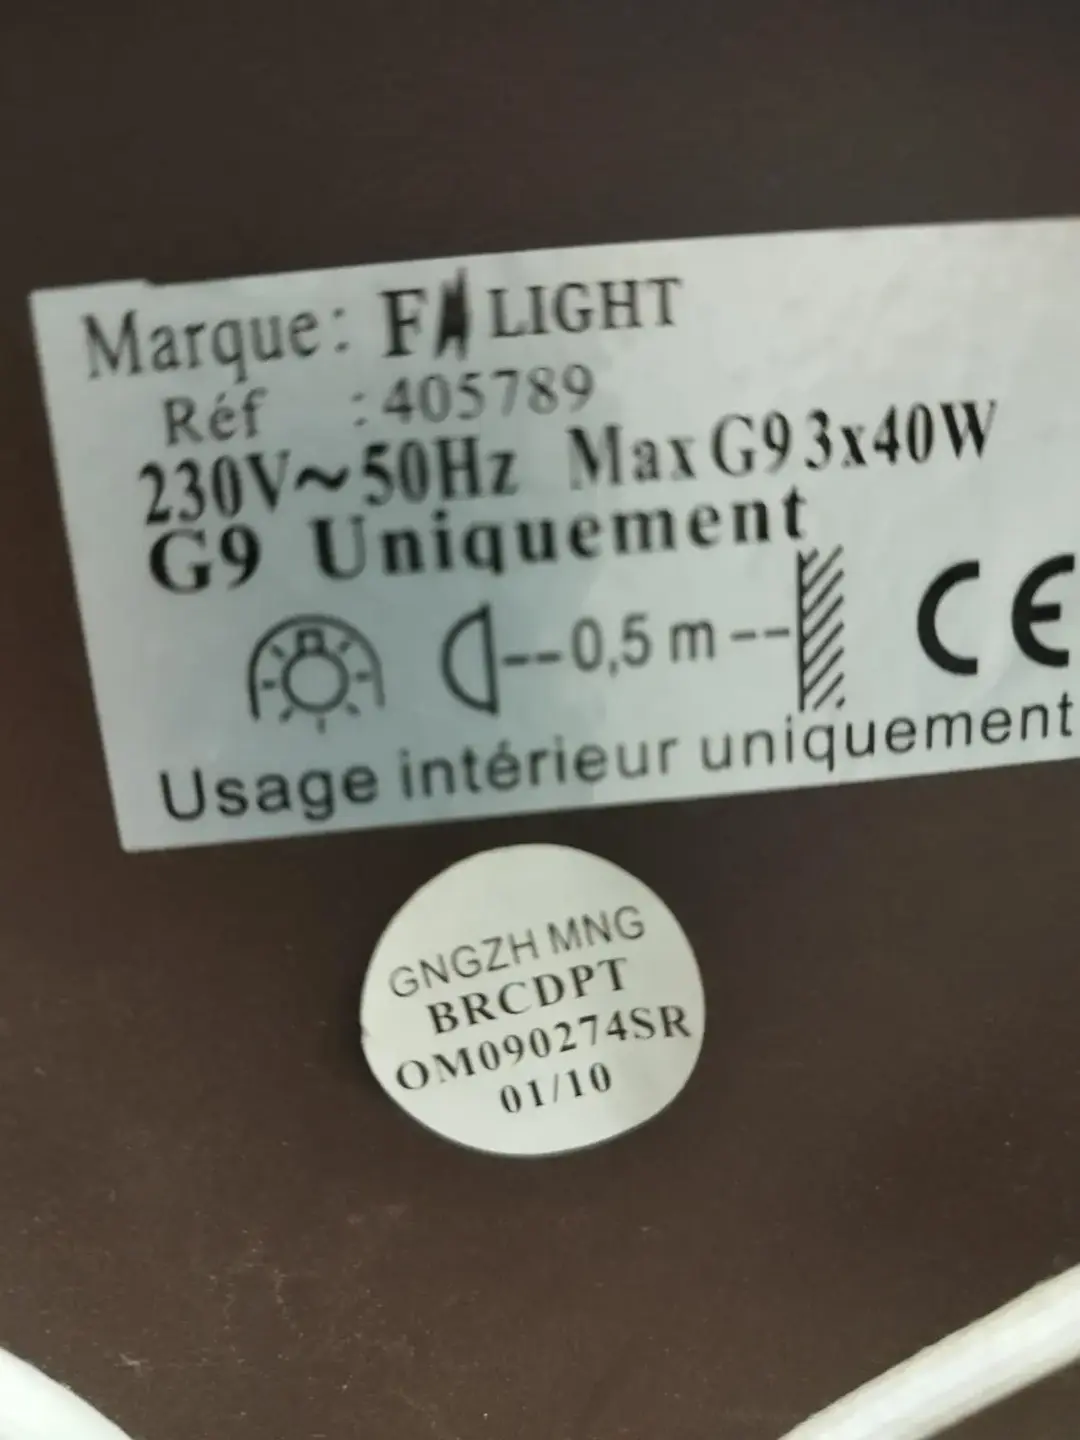 Marque: F LIGHT
Réf :405789
230V~50Hz Max G9 3x40W
G9 Uniquement
0,5 m
CE
Usage intérieur uniquement
GNGZH MNG
BRCDPT
OM090274SR
01/10